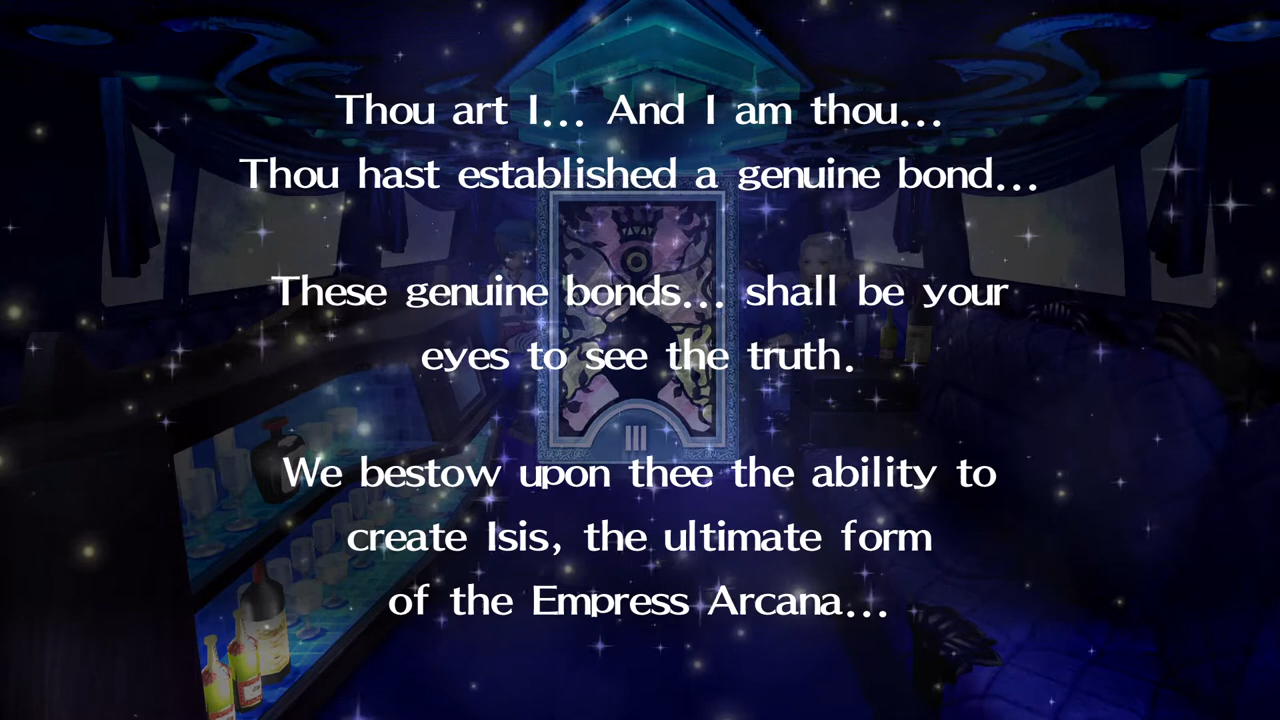 Thou art I... And I am thou...
Thou hast established a genuine bond...
These genuine bonds... shall be your
eyes to see the truth.
III
We bestow upon thee the ability to
create Isis, the ultimate form
of the Empress Arcana...